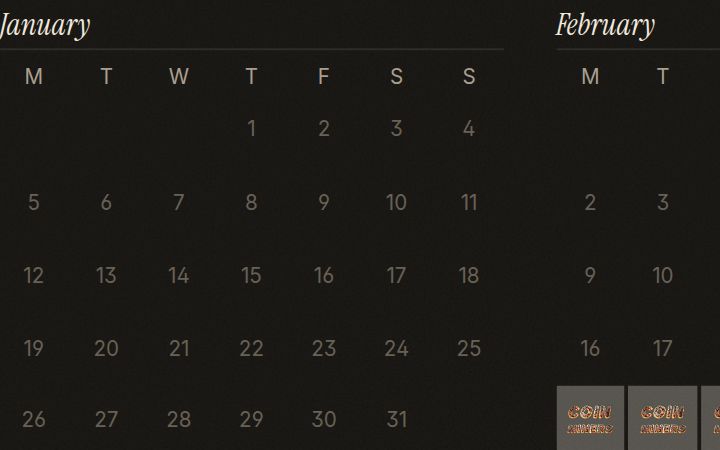 January
M T W T F S S
1 2 3 4
5 6 7 8 9 10 11
12 13 14 15 16 17 18
19 20 21 22 23 24 25
26 27 28 29 30 31
February
M T
2 3
9 10
16 17
COIN COIN
MINERS MINERS